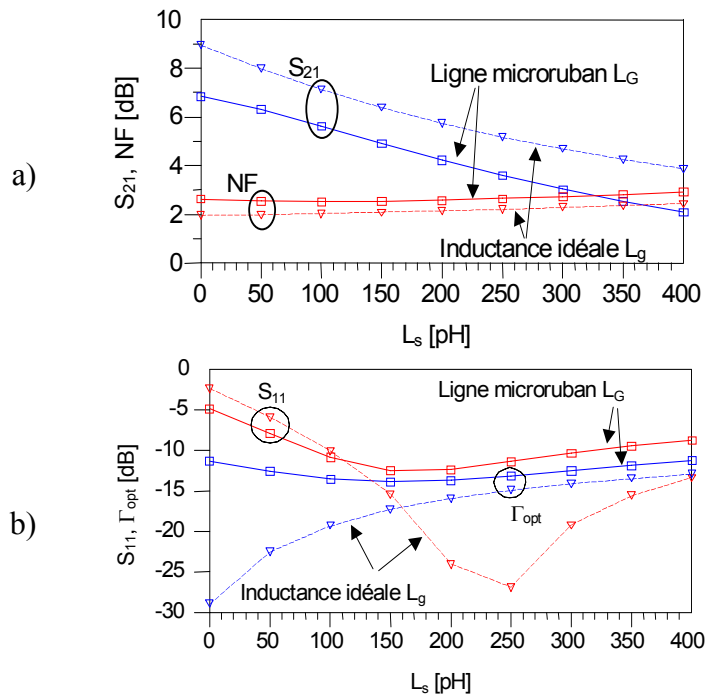 a)
S21, NF [dB]
10
8
6
4
2
0
S21
NF
Ligne microruban LG
Inductance idéale Lg
0 50 100 150 200 250 300 350 400
Ls [pH]
b)
S11, Γopt [dB]
0
-5
-10
-15
-20
-25
-30
S11
Ligne microruban LG
Γopt
Inductance idéale Lg
0 50 100 150 200 250 300 350 400
Ls [pH]